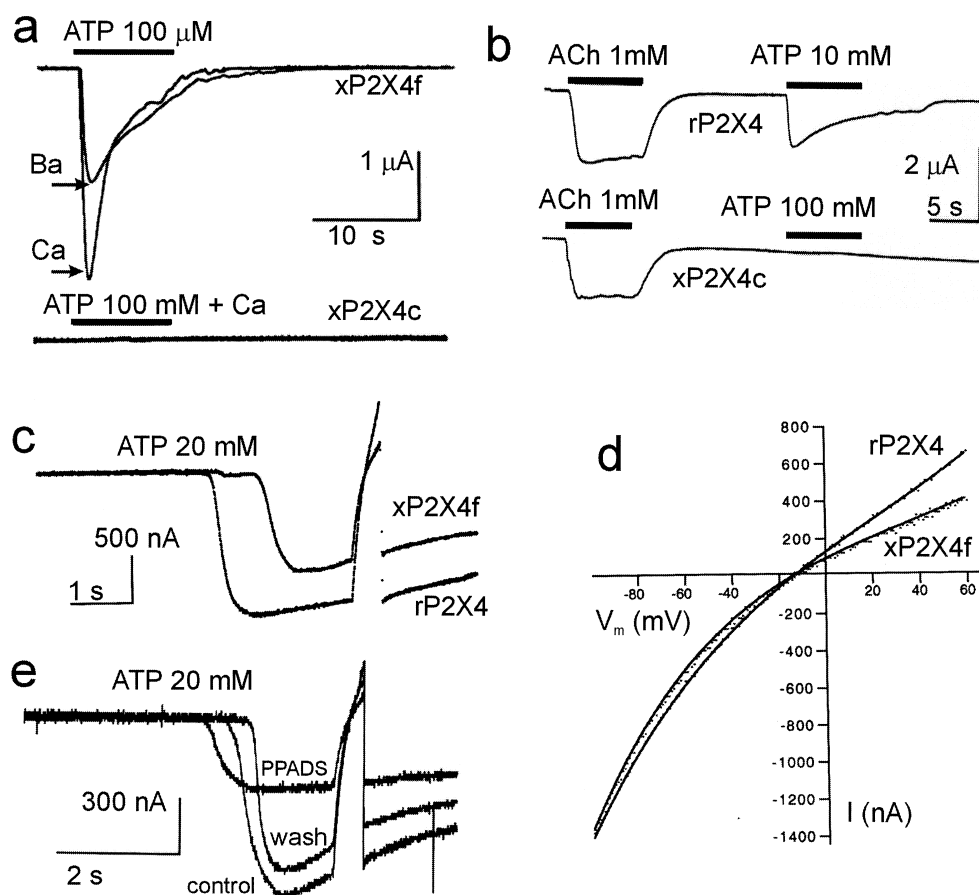 a
ATP 100 μM
xP2X4f
Ba
1 μA
10 s
Ca
ATP 100 mM + Ca
xP2X4c
b
ACh 1mM
ATP 10 mM
rP2X4
2 μA
5 s
ACh 1mM
ATP 100 mM
xP2X4c
c
ATP 20 mM
500 nA
1 s
xP2X4f
rP2X4
d
800
600
400
200
-80 -60 -40 -20 0 20 40 60
-200
-400
-600
-800
-1000
-1200
-1400
rP2X4
xP2X4f
Vm (mV)
I (nA)
e
ATP 20 mM
PPADS
300 nA
wash
2 s
control